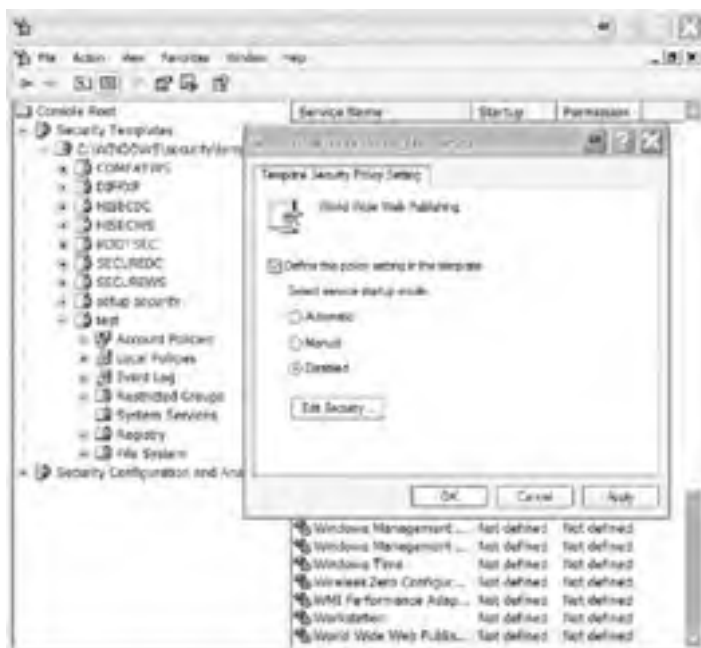 File Action View Favorites Window Help
Console Root
Service Name Startup Permission
Security Templates
C:\WINDOWS\security\temp
COMPATWS
HISECDC
HISECWS
ROOTSEC
SECUREDC
SECUREWS
setup security
test
Account Policies
Local Policies
Event Log
Restricted Groups
System Services
Registry
File System
Security Configuration and Ana
Template Security Policy Setting
World Wide Web Publishing
Define this policy setting in the template
Select service startup mode:
Automatic
Manual
Disabled
Edit Security...
OK Cancel Apply
Windows Management ... Not defined Not defined
Windows Management ... Not defined Not defined
Windows Time Not defined Not defined
Wireless Zero Configur... Not defined Not defined
WMI Performance Adap... Not defined Not defined
Workstation Not defined Not defined
World Wide Web Publis... Not defined Not defined